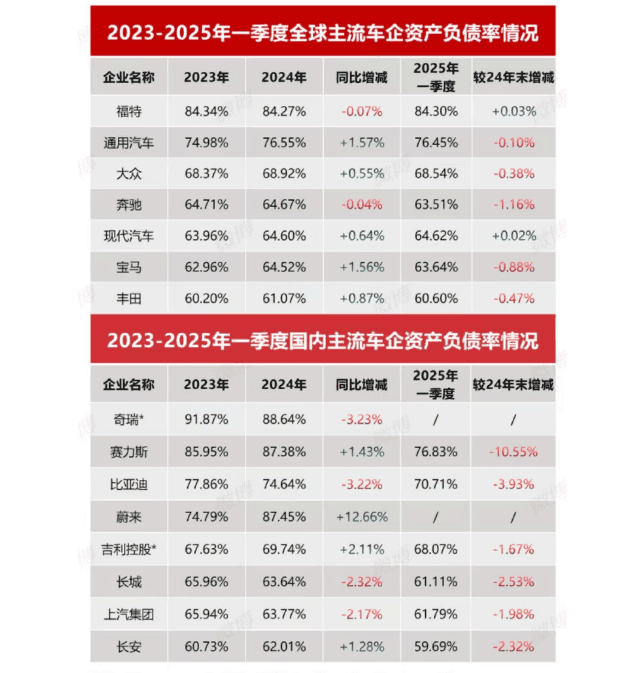 2023-2025年一季度全球主流车企资产负债率情况
企业名称 2023年 2024年 同比增减 2025年一季度 较24年末增减
福特 84.34% 84.27% -0.07% 84.30% +0.03%
通用汽车 74.98% 76.55% +1.57% 76.45% -0.10%
大众 68.37% 68.92% +0.55% 68.54% -0.38%
奔驰 64.71% 64.67% -0.04% 63.51% -1.16%
现代汽车 63.96% 64.60% +0.64% 64.62% +0.02%
宝马 62.96% 64.52% +1.56% 63.64% -0.88%
丰田 60.20% 61.07% +0.87% 60.60% -0.47%
2023-2025年一季度国内主流车企资产负债率情况
企业名称 2023年 2024年 同比增减 2025年一季度 较24年末增减
奇瑞* 91.87% 88.64% -3.23% / /
赛力斯 85.95% 87.38% +1.43% 76.83% -10.55%
比亚迪 77.86% 74.64% -3.22% 70.71% -3.93%
蔚来 74.79% 87.45% +12.66% / /
吉利控股* 67.63% 69.74% +2.11% 68.07% -1.67%
长城 65.96% 63.64% -2.32% 61.11% -2.53%
上汽集团 65.94% 63.77% -2.17% 61.79% -1.98%
长安 60.73% 62.01% +1.28% 59.69% -2.32%